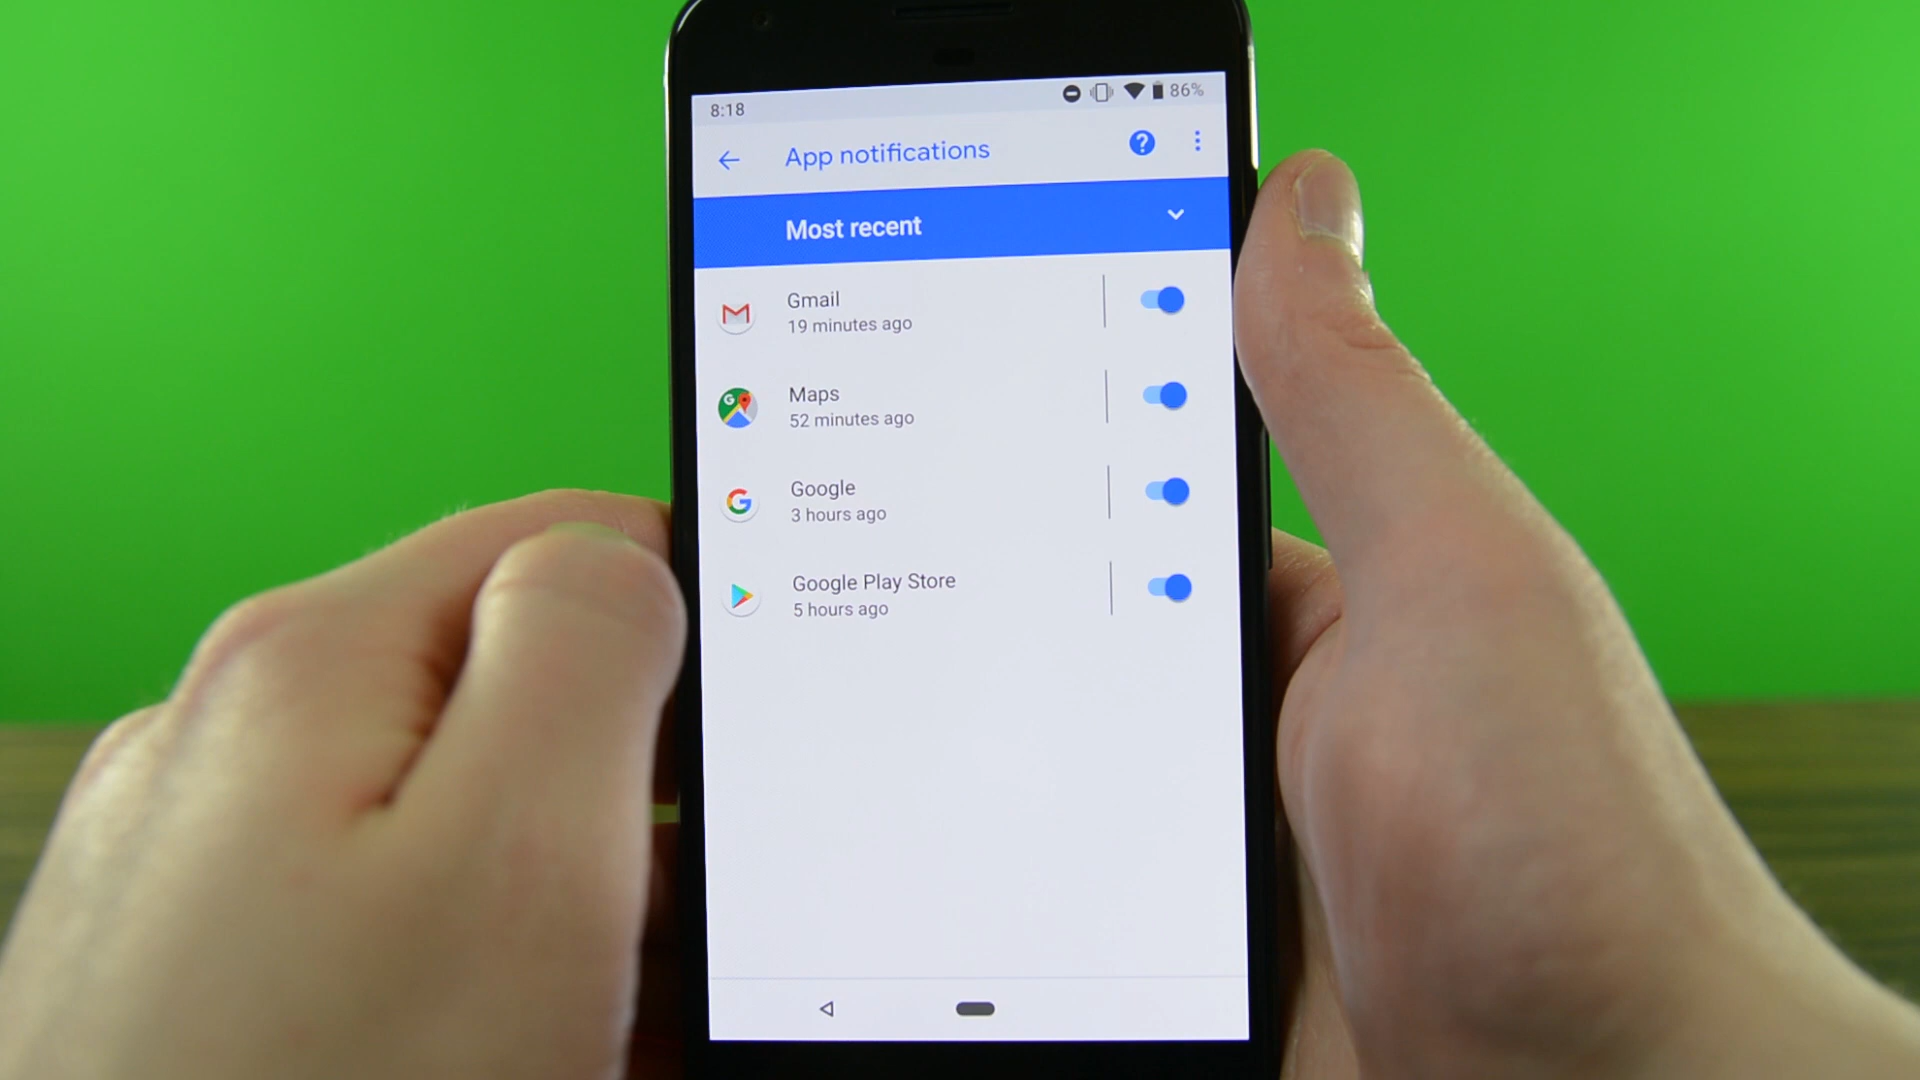 8:18 86%
App notifications
Most recent
Gmail
19 minutes ago
Maps
52 minutes ago
Google
3 hours ago
Google Play Store
5 hours ago